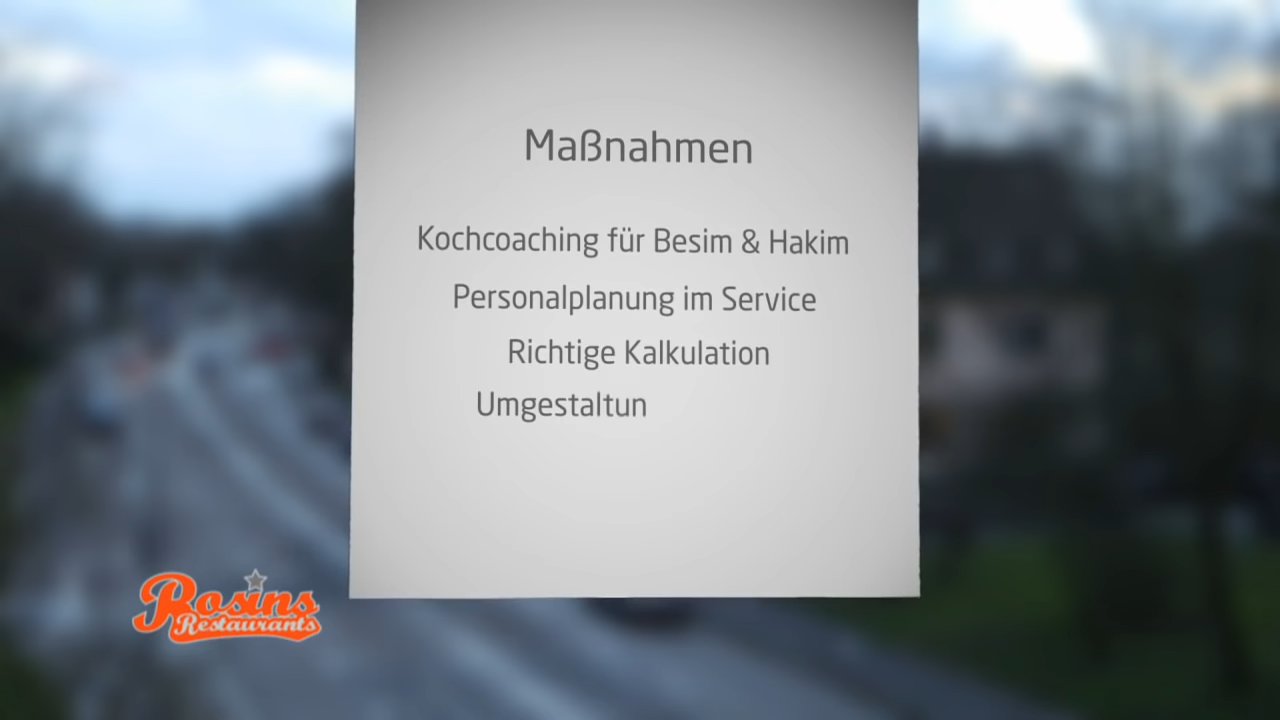 Maßnahmen
Kochcoaching für Besim & Hakim
Personalplanung im Service
Richtige Kalkulation
Umgestaltun
Rosins
Restaurants